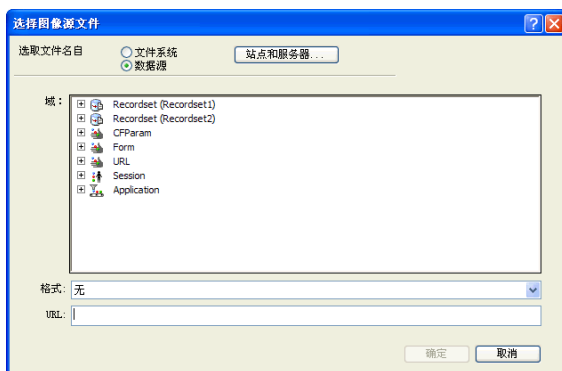 选择图像源文件
选取文件名自
文件系统
站点和服务器...
数据源
域：
Recordset (Recordset1)
Recordset (Recordset2)
CFParam
Form
URL
Session
Application
格式: 无
URL:
确定
取消